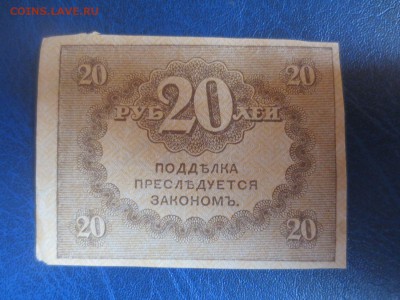 COINS.LAVE.RU
20 20
РУБ 20 ЛЕЙ
ПОДДѢЛКА
ПРЕСЛѢДУЕТСЯ
ЗАКОНОМЪ.
20 20